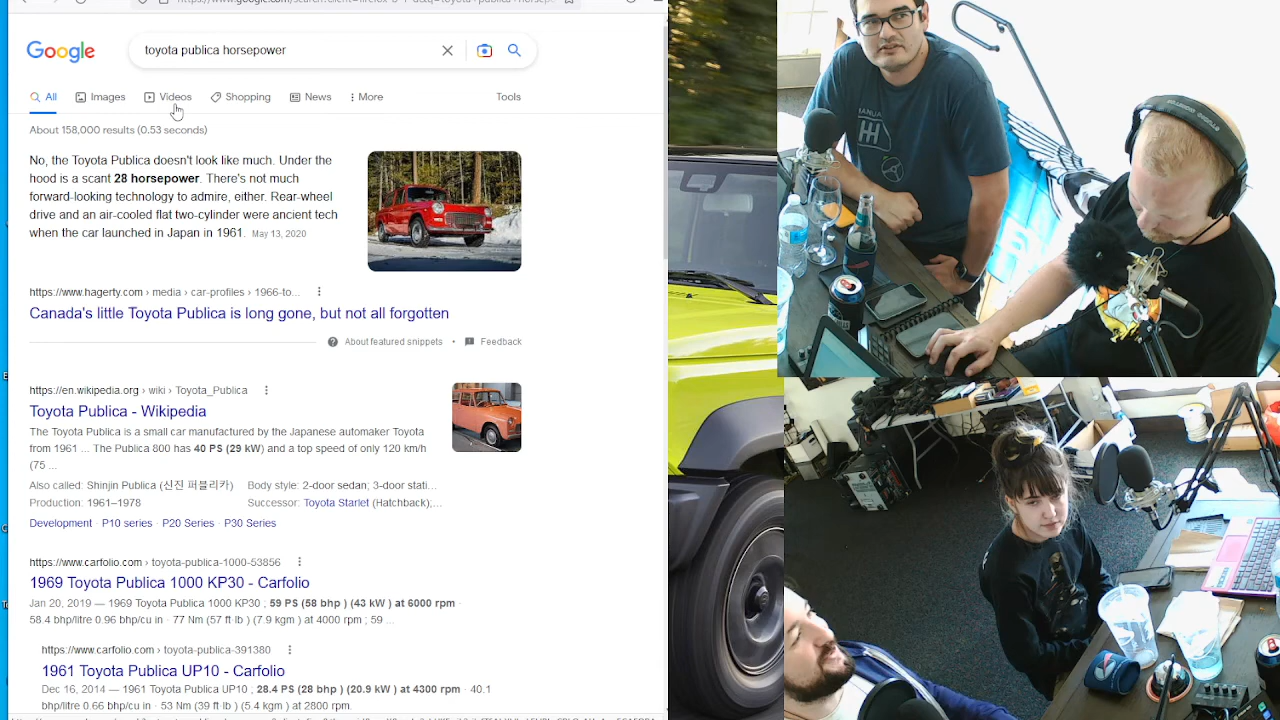 Google
toyota publica horsepower
All
Images
Videos
Shopping
News
More
Tools
About 158,000 results (0.53 seconds)
No, the Toyota Publica doesn't look like much. Under the
hood is a scant 28 horsepower. There's not much
forward-looking technology to admire, either. Rear-wheel
drive and an air-cooled flat two-cylinder were ancient tech
when the car launched in Japan in 1961. May 13, 2020
https://www.hagerty.com › media › car-profiles › 1966-to...
Canada's little Toyota Publica is long gone, but not all forgotten
About featured snippets • Feedback
https://en.wikipedia.org › wiki › Toyota_Publica
Toyota Publica - Wikipedia
The Toyota Publica is a small car manufactured by the Japanese automaker Toyota
from 1961 ... The Publica 800 has 40 PS (29 kW) and a top speed of only 120 km/h
(75 ...
Also called: Shinjin Publica (신진 퍼블리카)
Body style: 2-door sedan; 3-door stati...
Production: 1961–1978
Successor: Toyota Starlet (Hatchback);...
Development · P10 series · P20 Series · P30 Series
https://www.carfolio.com › toyota-publica-1000-53856
1969 Toyota Publica 1000 KP30 - Carfolio
Jan 20, 2019 — 1969 Toyota Publica 1000 KP30 , 59 PS (58 bhp ) (43 kW ) at 6000 rpm ·
58.4 bhp/litre 0.96 bhp/cu in · 77 Nm (57 ft lb ) (7.9 kgm ) at 4000 rpm ; 59 ...
https://www.carfolio.com › toyota-publica-391380
1961 Toyota Publica UP10 - Carfolio
Dec 16, 2014 — 1961 Toyota Publica UP10 , 28.4 PS (28 bhp ) (20.9 kW ) at 4300 rpm · 40.1
bhp/litre 0.66 bhp/cu in · 53 Nm (39 ft lb ) (5.4 kgm ) at 2800 rpm.
MANUAL